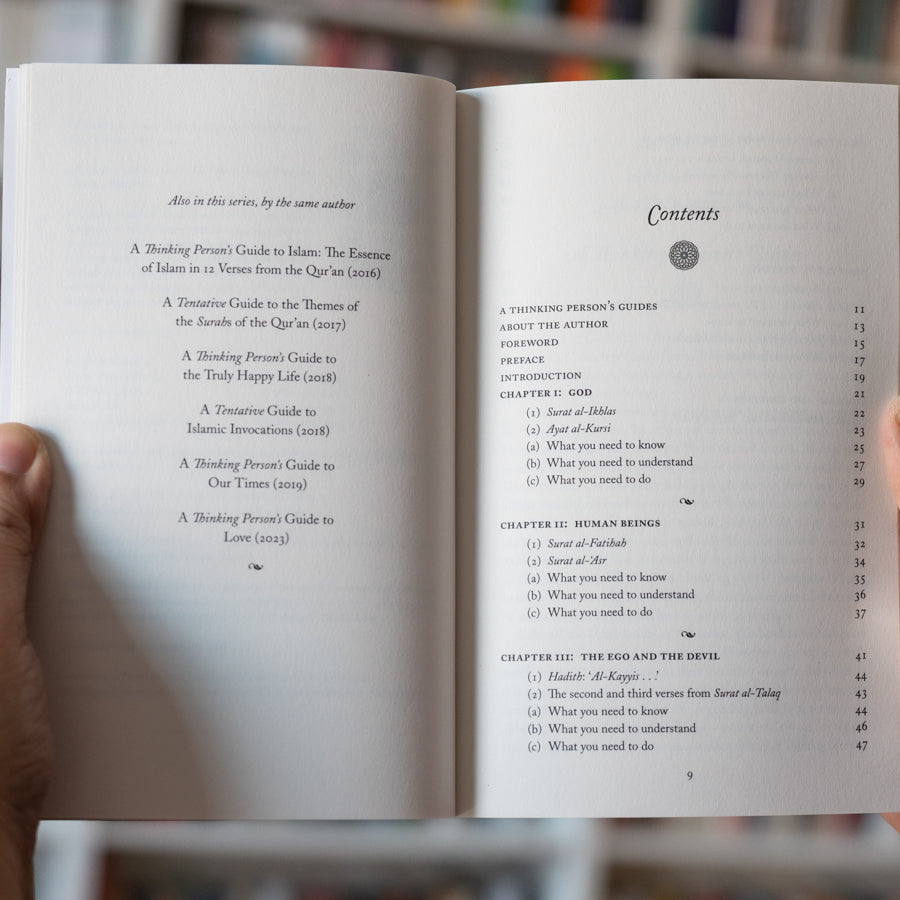 Also in this series, by the same author
A Thinking Person's Guide to Islam: The Essence
of Islam in 12 Verses from the Qur'an (2016)
A Tentative Guide to the Themes of
the Surahs of the Qur'an (2017)
A Thinking Person's Guide to
the Truly Happy Life (2018)
A Tentative Guide to
Islamic Invocations (2018)
A Thinking Person's Guide to
Our Times (2019)
A Thinking Person's Guide to
Love (2023)
Contents
A THINKING PERSON'S GUIDES 11
ABOUT THE AUTHOR 13
FOREWORD 15
PREFACE 17
INTRODUCTION 19
CHAPTER I: GOD 21
(1) Surat al-Ikhlas 22
(2) Ayat al-Kursi 23
(a) What you need to know 25
(b) What you need to understand 27
(c) What you need to do 29
CHAPTER II: HUMAN BEINGS 31
(1) Surat al-Fatihah 32
(2) Surat al-'Asr 34
(a) What you need to know 35
(b) What you need to understand 36
(c) What you need to do 37
CHAPTER III: THE EGO AND THE DEVIL 41
(1) Hadith: 'Al-Kayyis . . .' 44
(2) The second and third verses from Surat al-Talaq 43
(a) What you need to know 44
(b) What you need to understand 46
(c) What you need to do 47
9